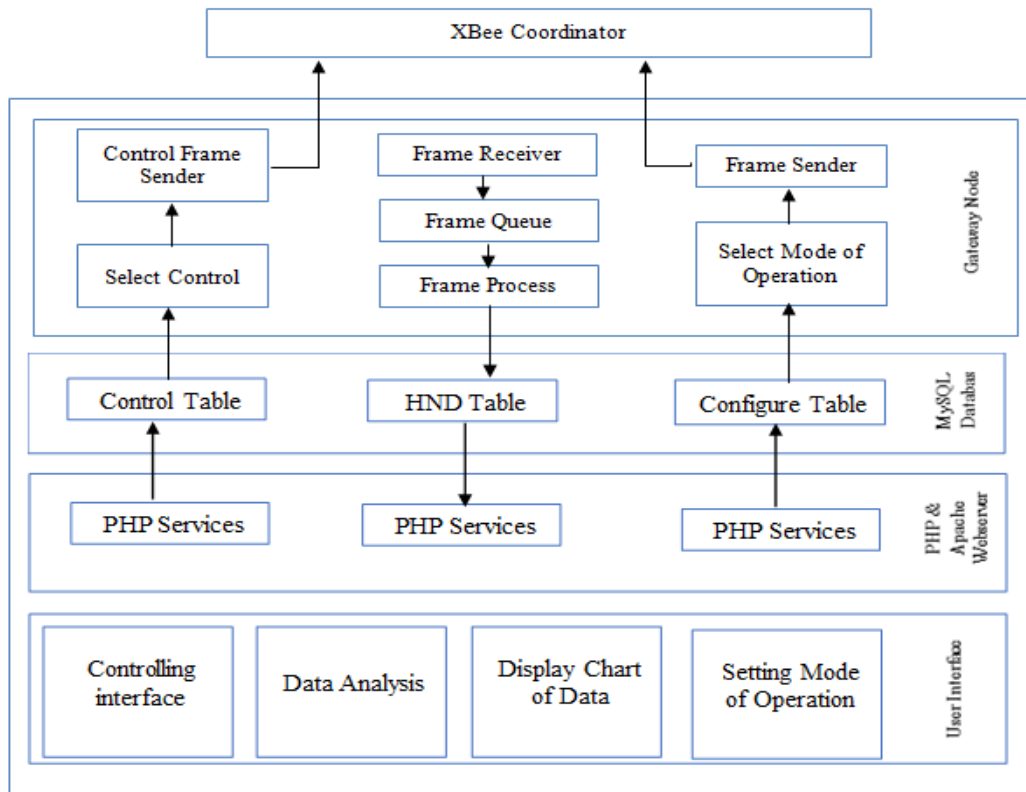 XBee Coordinator
Control Frame
Sender
Frame Receiver
Frame Sender
Frame Queue
Select Control
Frame Process
Select Mode of
Operation
Gateway Node
Control Table
HND Table
Configure Table
MySQL
Databas
PHP Services
PHP Services
PHP Services
PHP &
Apache
Webserver
Controlling
interface
Data Analysis
Display Chart
of Data
Setting Mode
of Operation
User Interface